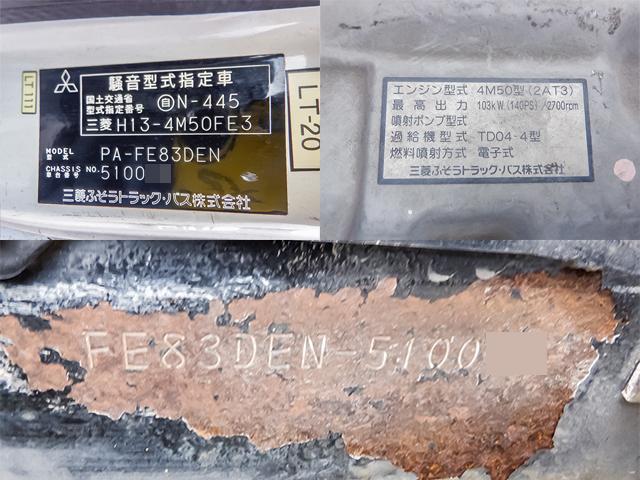 騒音型式指定車
国土交通省
型式指定番号 自N-445
三菱 H13-4M50FE3
MODEL
型式 PA-FE83DEN
CHASSIS NO.
車台番号 5100
三菱ふそうトラック・バス株式会社
LT111
LT-20
エンジン型式 4M50型(2AT3)
最高出力 103kW(140PS)/2700rpm
噴射ポンプ型式
過給機型式 TD04-4型
燃料噴射方式 電子式
三菱ふそうトラック・バス株式会社
FE83DEN-5100